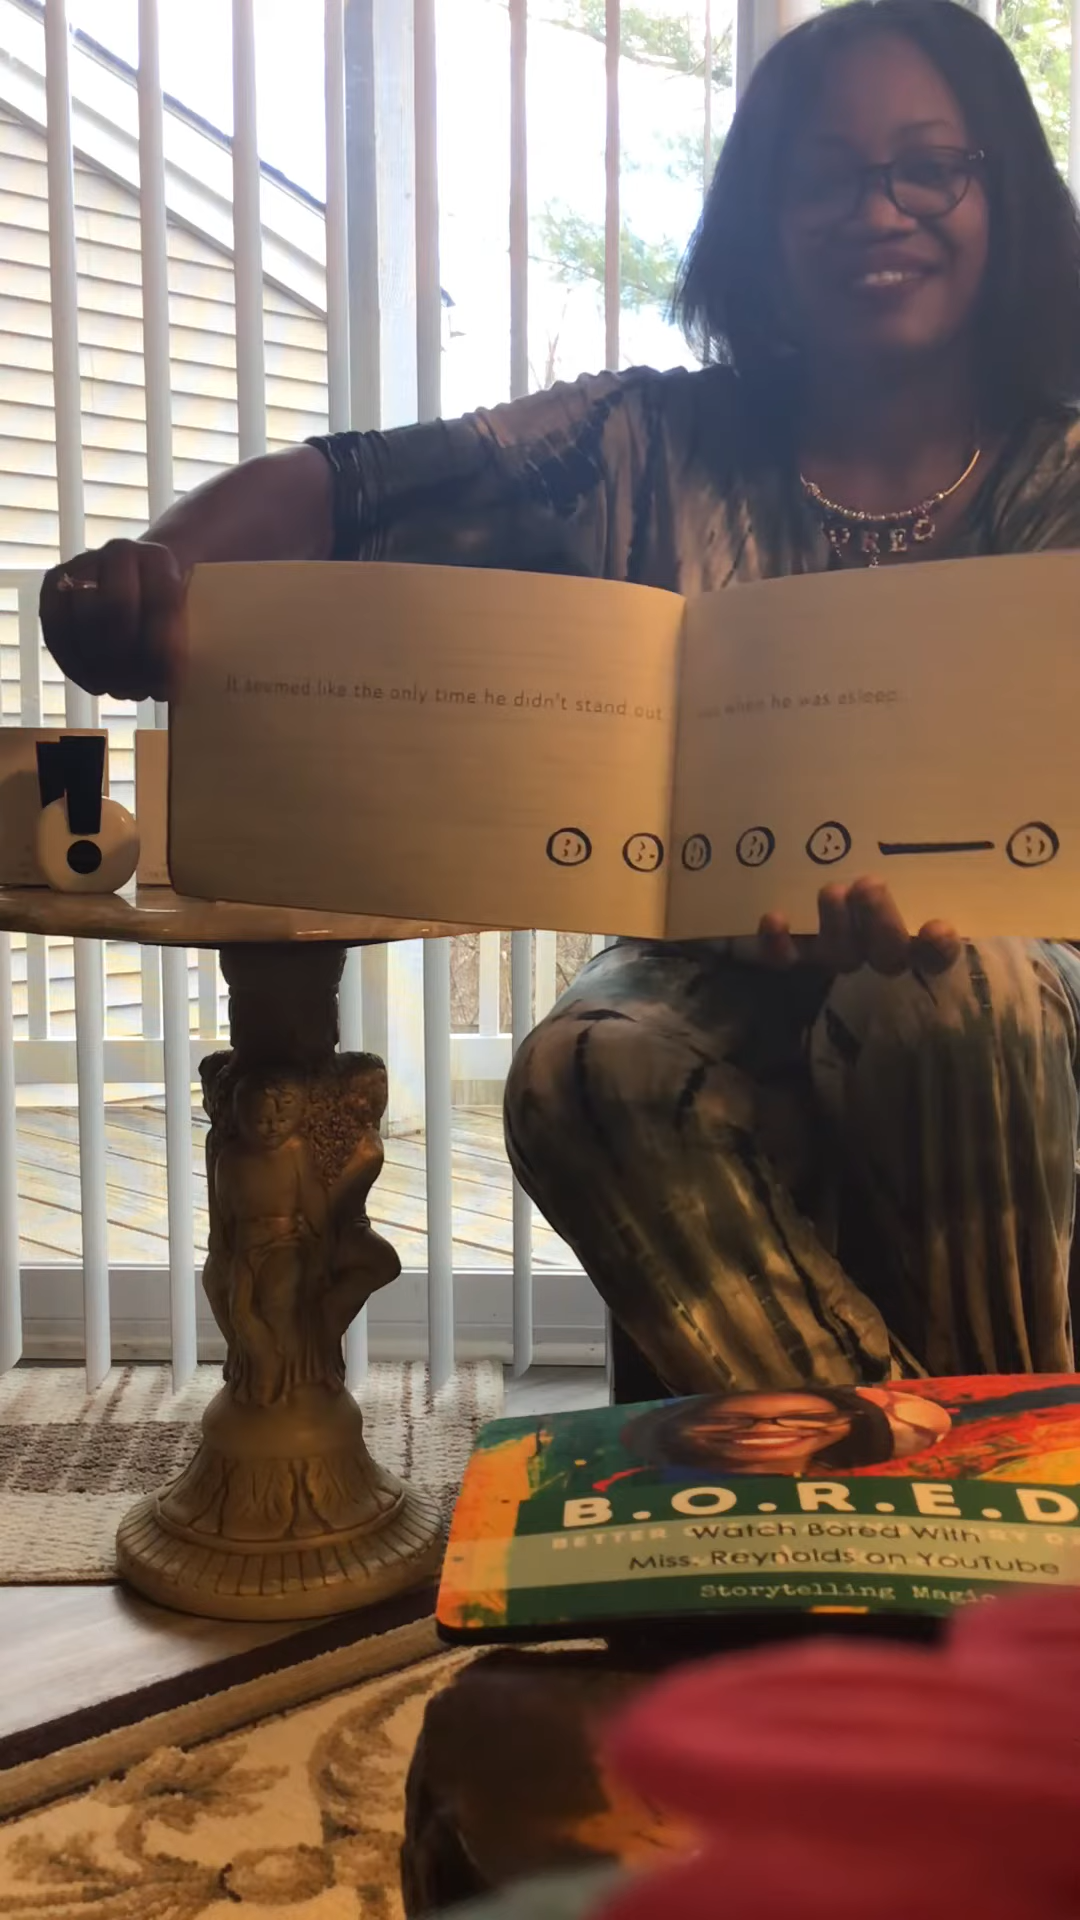 It seemed like the only time he didn't stand out
was when he was asleep.
B.O.R.E.D
BETTER
Watch Bored With
Miss. Reynolds on YouTube
Storytelling Magic